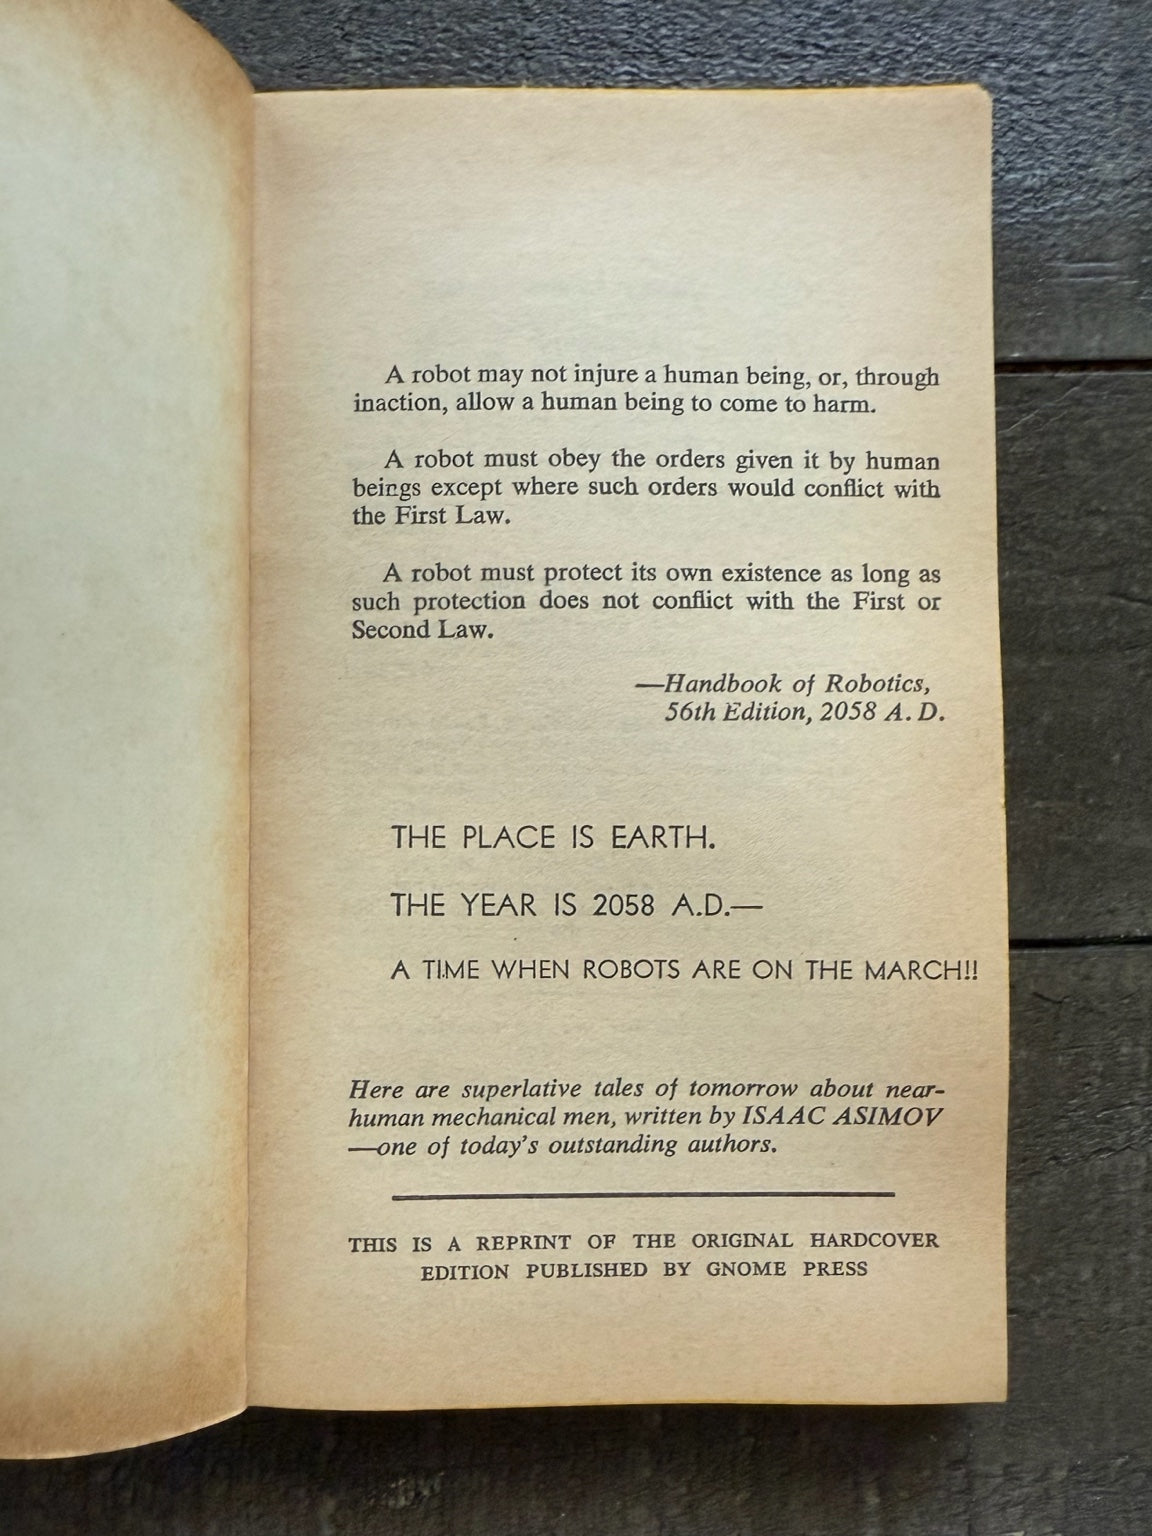 A robot may not injure a human being, or, through
inaction, allow a human being to come to harm.
A robot must obey the orders given it by human
beings except where such orders would conflict with
the First Law.
A robot must protect its own existence as long as
such protection does not conflict with the First or
Second Law.
—Handbook of Robotics,
56th Edition, 2058 A. D.
THE PLACE IS EARTH.
THE YEAR IS 2058 A.D.—
A TIME WHEN ROBOTS ARE ON THE MARCH!!
Here are superlative tales of tomorrow about near-
human mechanical men, written by ISAAC ASIMOV
—one of today's outstanding authors.
THIS IS A REPRINT OF THE ORIGINAL HARDCOVER
EDITION PUBLISHED BY GNOME PRESS